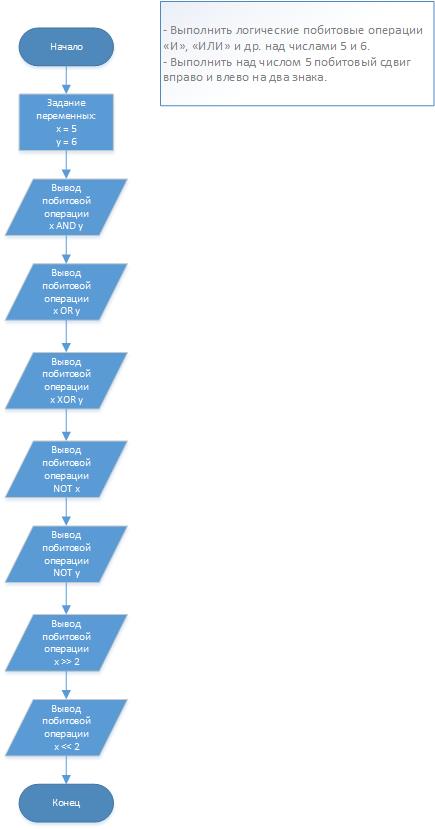 - Выполнить логические побитовые операции
«И», «ИЛИ» и др. над числами 5 и 6.
- Выполнить над числом 5 побитовый сдвиг
вправо и влево на два знака.
Начало
Задание
переменных:
x = 5
y = 6
Вывод
побитовой
операции
x AND y
Вывод
побитовой
операции
x OR y
Вывод
побитовой
операции
x XOR y
Вывод
побитовой
операции
NOT x
Вывод
побитовой
операции
NOT y
Вывод
побитовой
операции
x >> 2
Вывод
побитовой
операции
x << 2
Конец